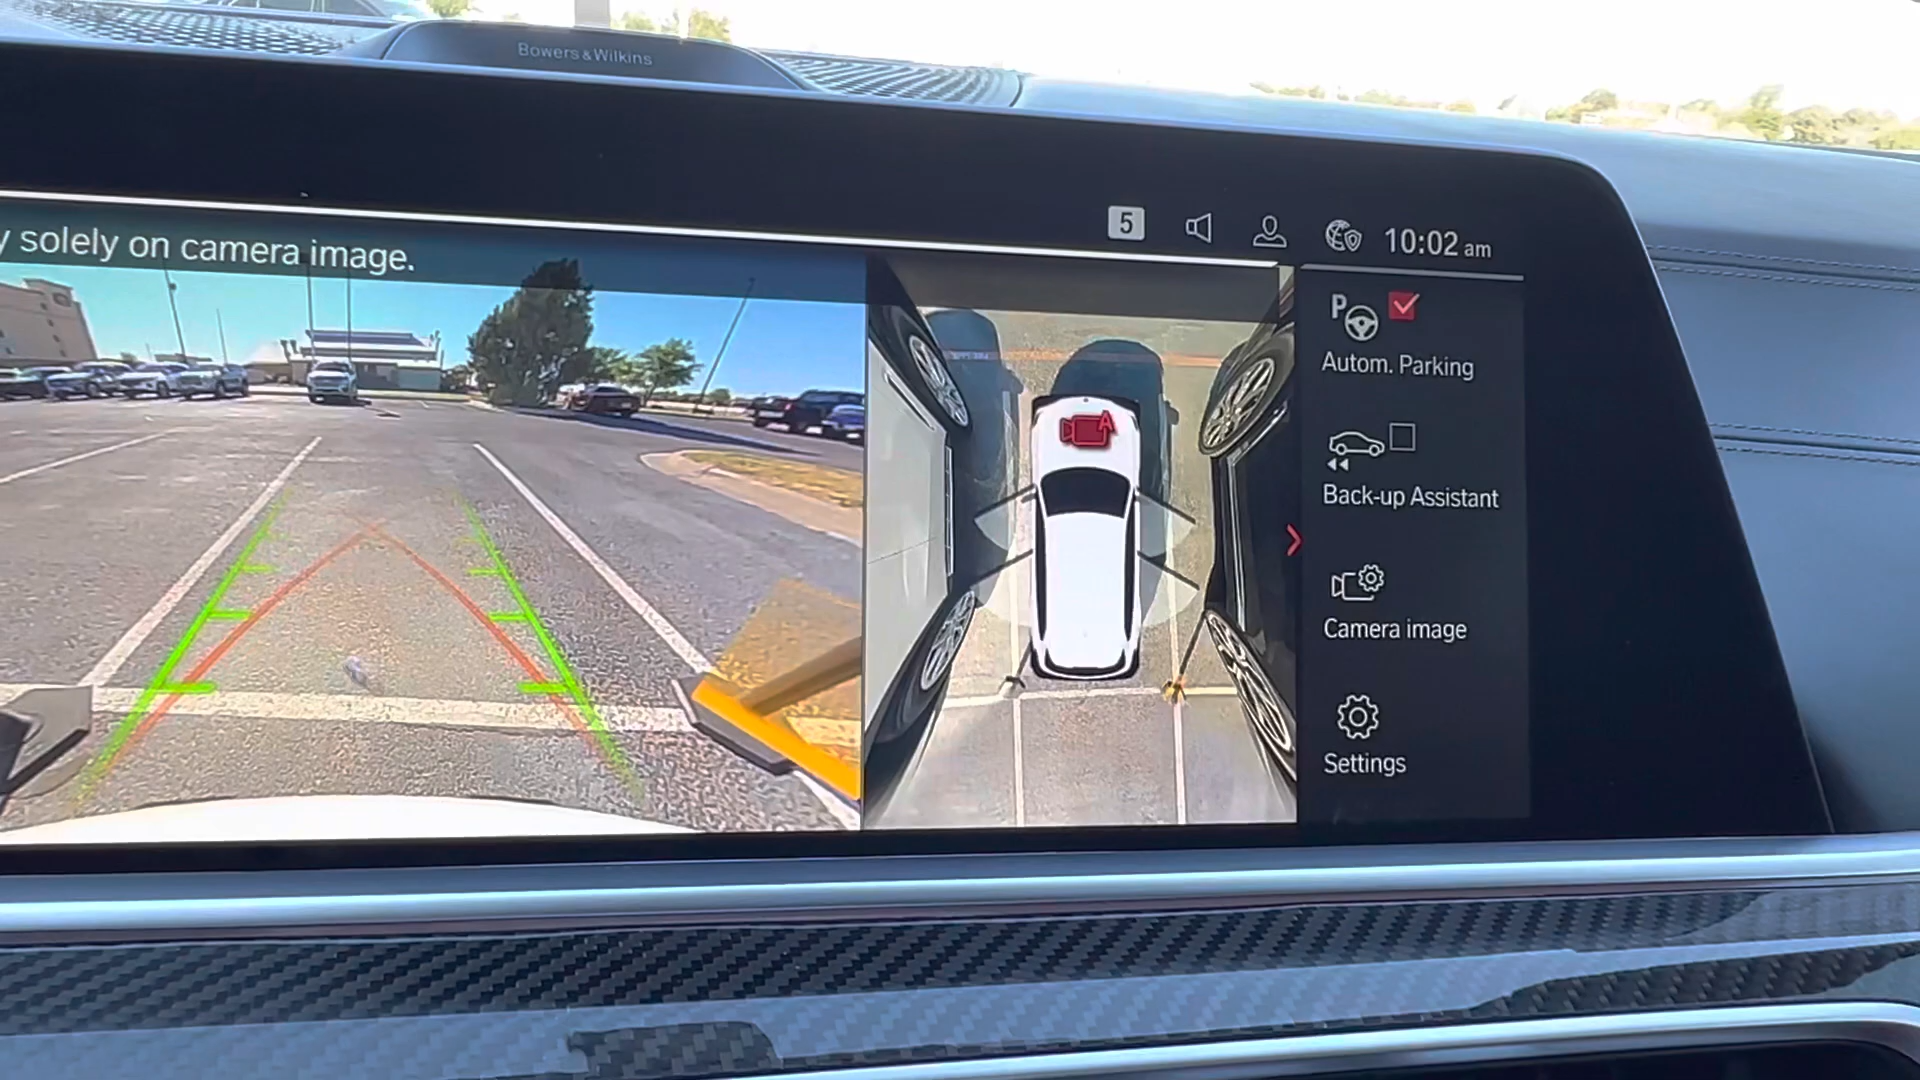 Bowers & Wilkins
5
10:02 am
y solely on camera image.
P
Autom. Parking
A
Back-up Assistant
Camera image
Settings